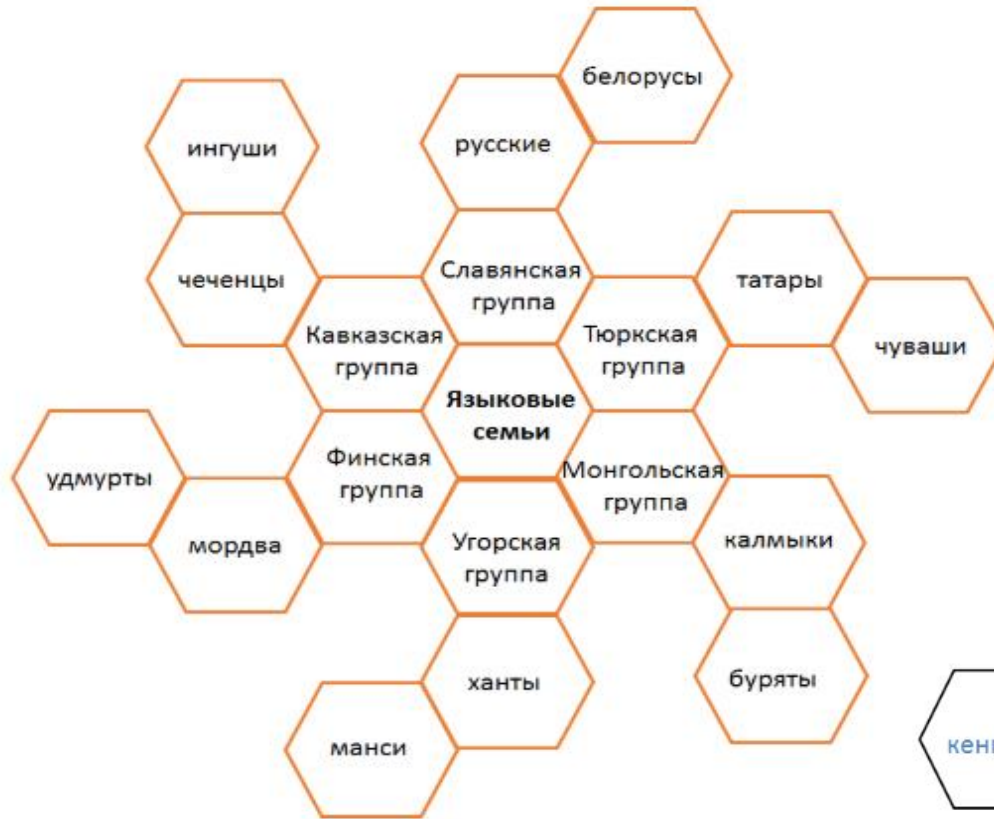 белорусы
ингуши
русские
чеченцы
Славянская
группа
татары
Кавказская
группа
Тюркская
группа
чуваши
Языковые
семьи
удмурты
Финская
группа
Монгольская
группа
мордва
Угорская
группа
калмыки
ханты
буряты
манси